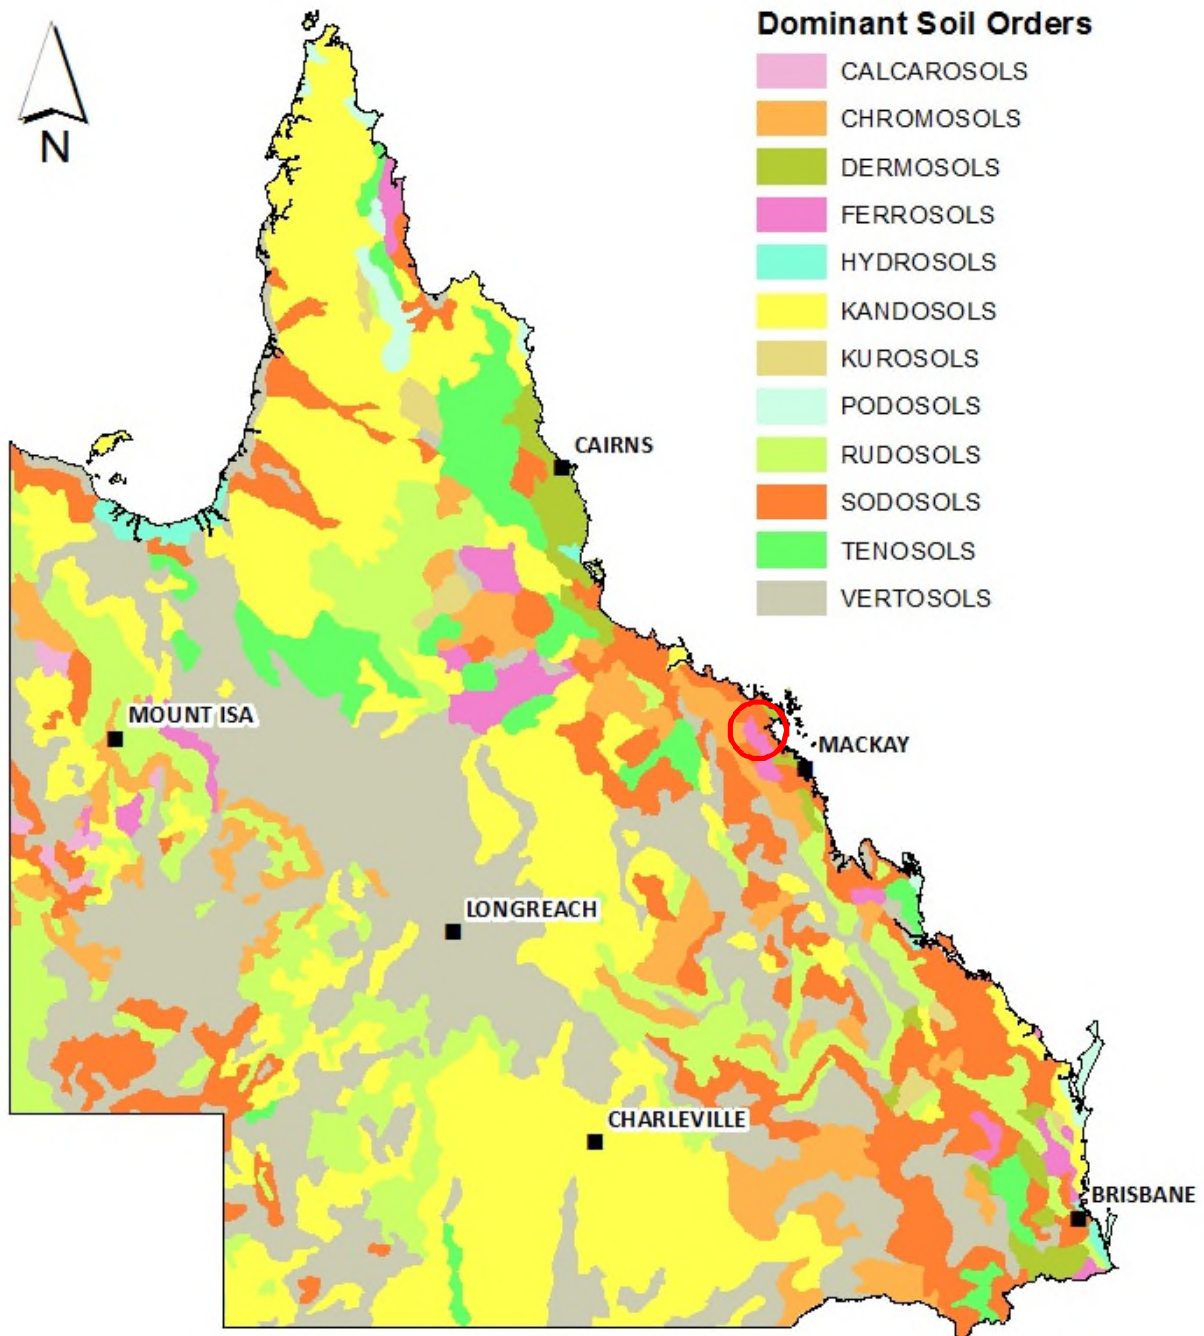 Dominant Soil Orders
N
CALCAROSOLS
CHROMOSOLS
DERMOSOLS
FERROSOLS
HYDROSOLS
KANDOSOLS
KUROSOLS
PODOSOLS
RUDOSOLS
SODOSOLS
TENOSOLS
VERTOSOLS
CAIRNS
MOUNT ISA
MACKAY
LONGREACH
CHARLEVILLE
BRISBANE